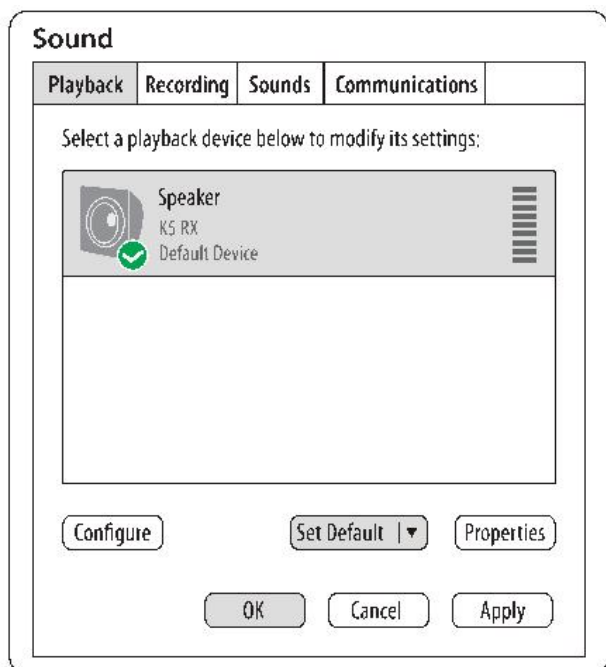 Sound
Playback Recording Sounds Communications
Select a playback device below to modify its settings:
Speaker
K5 RX
Default Device
Configure Set Default Properties
OK Cancel Apply